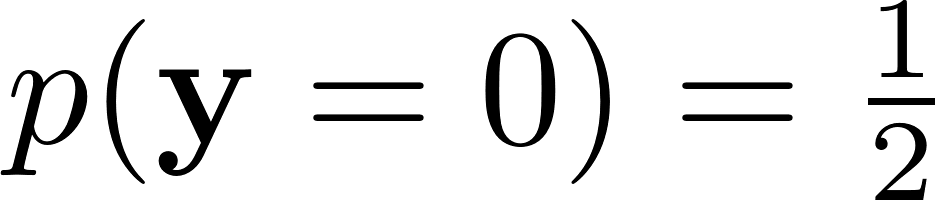 p(𝐲 = 0) = 1/2